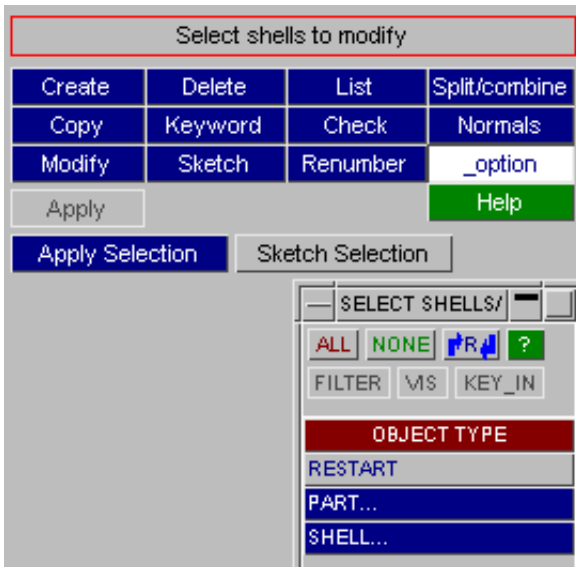 Select shells to modify
Create Delete List Split/combine
Copy Keyword Check Normals
Modify Sketch Renumber _option
Apply Help
Apply Selection Sketch Selection
SELECT SHELLS/
ALL NONE R ?
FILTER VIS KEY_IN
OBJECT TYPE
RESTART
PART...
SHELL...